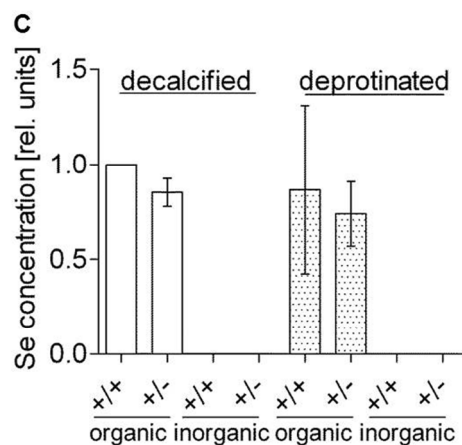 C
Se concentration [rel. units]
1.5
1.0
0.5
0.0
decalcified
deprotinated
+/+ +/- +/+ +/- +/+ +/- +/+ +/-
organic inorganic organic inorganic